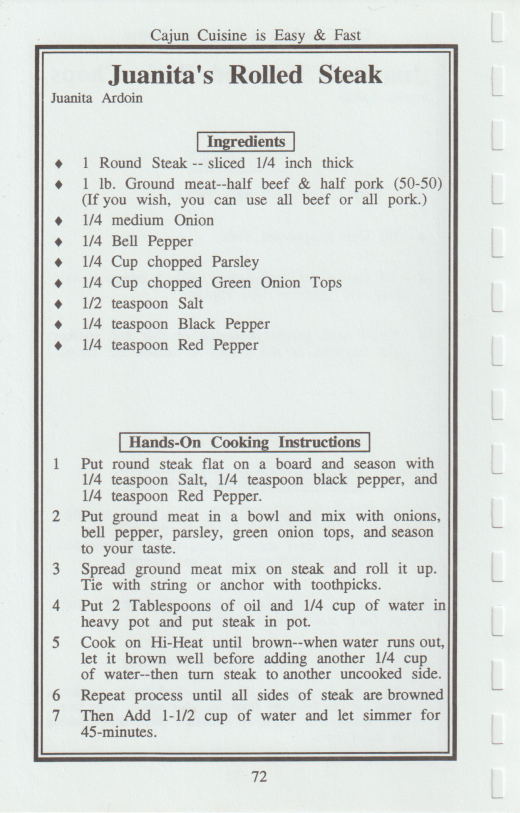 Cajun Cuisine is Easy & Fast
Juanita's Rolled Steak
Juanita Ardoin
Ingredients
♦ 1 Round Steak -- sliced 1/4 inch thick
♦ 1 lb. Ground meat--half beef & half pork (50-50)
(If you wish, you can use all beef or all pork.)
♦ 1/4 medium Onion
♦ 1/4 Bell Pepper
♦ 1/4 Cup chopped Parsley
♦ 1/4 Cup chopped Green Onion Tops
♦ 1/2 teaspoon Salt
♦ 1/4 teaspoon Black Pepper
♦ 1/4 teaspoon Red Pepper
Hands-On Cooking Instructions
1 Put round steak flat on a board and season with
1/4 teaspoon Salt, 1/4 teaspoon black pepper, and
1/4 teaspoon Red Pepper.
2 Put ground meat in a bowl and mix with onions,
bell pepper, parsley, green onion tops, and season
to your taste.
3 Spread ground meat mix on steak and roll it up.
Tie with string or anchor with toothpicks.
4 Put 2 Tablespoons of oil and 1/4 cup of water in
heavy pot and put steak in pot.
5 Cook on Hi-Heat until brown--when water runs out,
let it brown well before adding another 1/4 cup
of water--then turn steak to another uncooked side.
6 Repeat process until all sides of steak are browned
7 Then Add 1-1/2 cup of water and let simmer for
45-minutes.
72